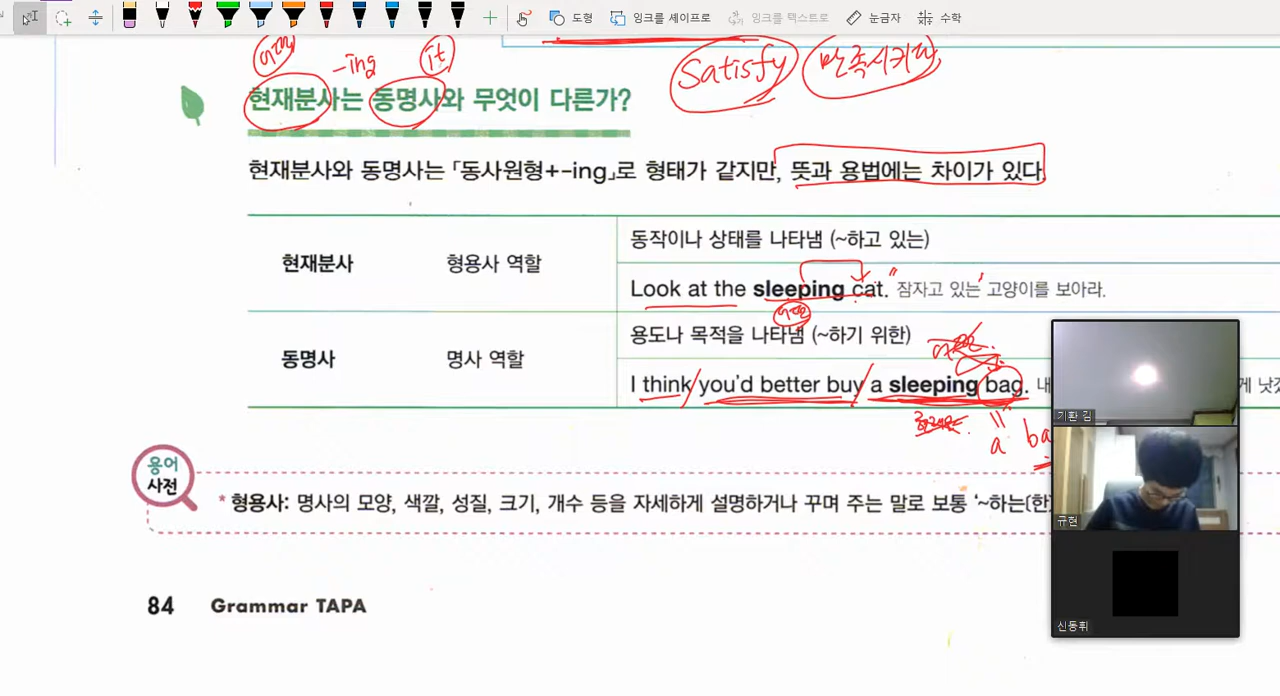 도형 잉크를 셰이프로 잉크를 텍스트로 눈금자 수학
-ing it Satisfy 만족시키다
현재분사는 동명사와 무엇이 다른가?
현재분사와 동명사는 「동사원형+-ing」로 형태가 같지만, 뜻과 용법에는 차이가 있다.
현재분사 형용사 역할
동작이나 상태를 나타냄 (~하고 있는)
Look at the sleeping cat. 잠자고 있는 고양이를 보아라.
동명사 명사 역할
용도나 목적을 나타냄 (~하기 위한)
I think you'd better buy a sleeping bag. 내
a ba
용어
사전
* 형용사: 명사의 모양, 색깔, 성질, 크기, 개수 등을 자세하게 설명하거나 꾸며 주는 말로 보통 '~하는(한)
84 Grammar TAPA
기환 김
규현
신동휘